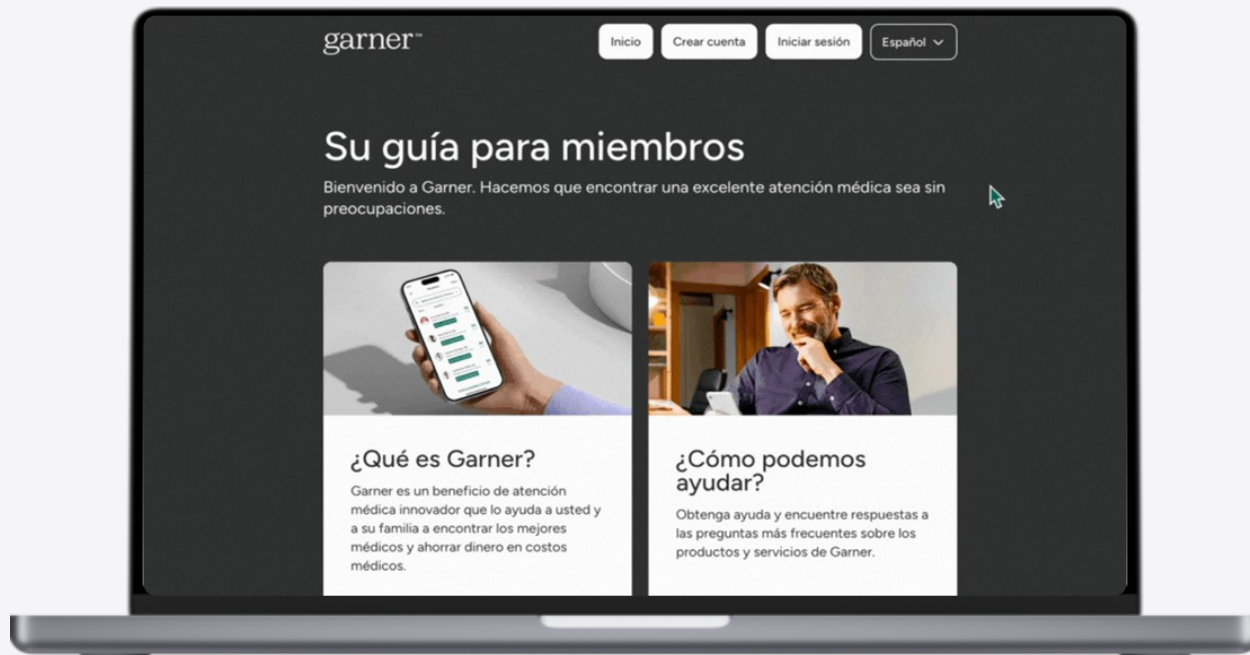 garner™
Inicio
Crear cuenta
Iniciar sesión
Español
Su guía para miembros
Bienvenido a Garner. Hacemos que encontrar una excelente atención médica sea sin
preocupaciones.
¿Qué es Garner?
Garner es un beneficio de atención
médica innovador que lo ayuda a usted y
a su familia a encontrar los mejores
médicos y ahorrar dinero en costos
médicos.
¿Cómo podemos
ayudar?
Obtenga ayuda y encuentre respuestas a
las preguntas más frecuentes sobre los
productos y servicios de Garner.